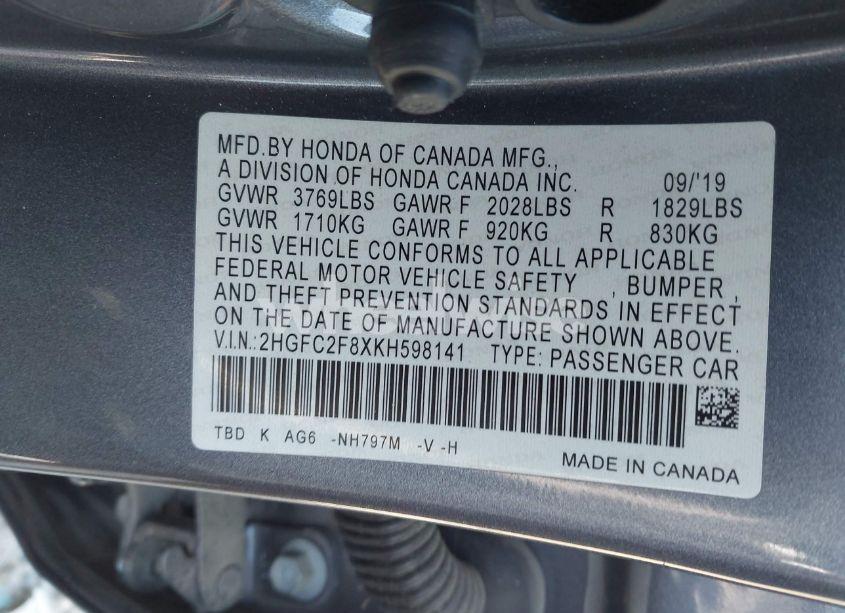 MFD.BY HONDA OF CANADA MFG.,
A DIVISION OF HONDA CANADA INC. 09/'19
GVWR 3769LBS GAWR F 2028LBS R 1829LBS
GVWR 1710KG GAWR F 920KG R 830KG
THIS VEHICLE CONFORMS TO ALL APPLICABLE
FEDERAL MOTOR VEHICLE SAFETY , BUMPER ,
AND THEFT PREVENTION STANDARDS IN EFFECT
ON THE DATE OF MANUFACTURE SHOWN ABOVE.
V.I.N.:2HGFC2F8XKH598141 TYPE: PASSENGER CAR
TBD K AG6 -NH797M -V -H
MADE IN CANADA